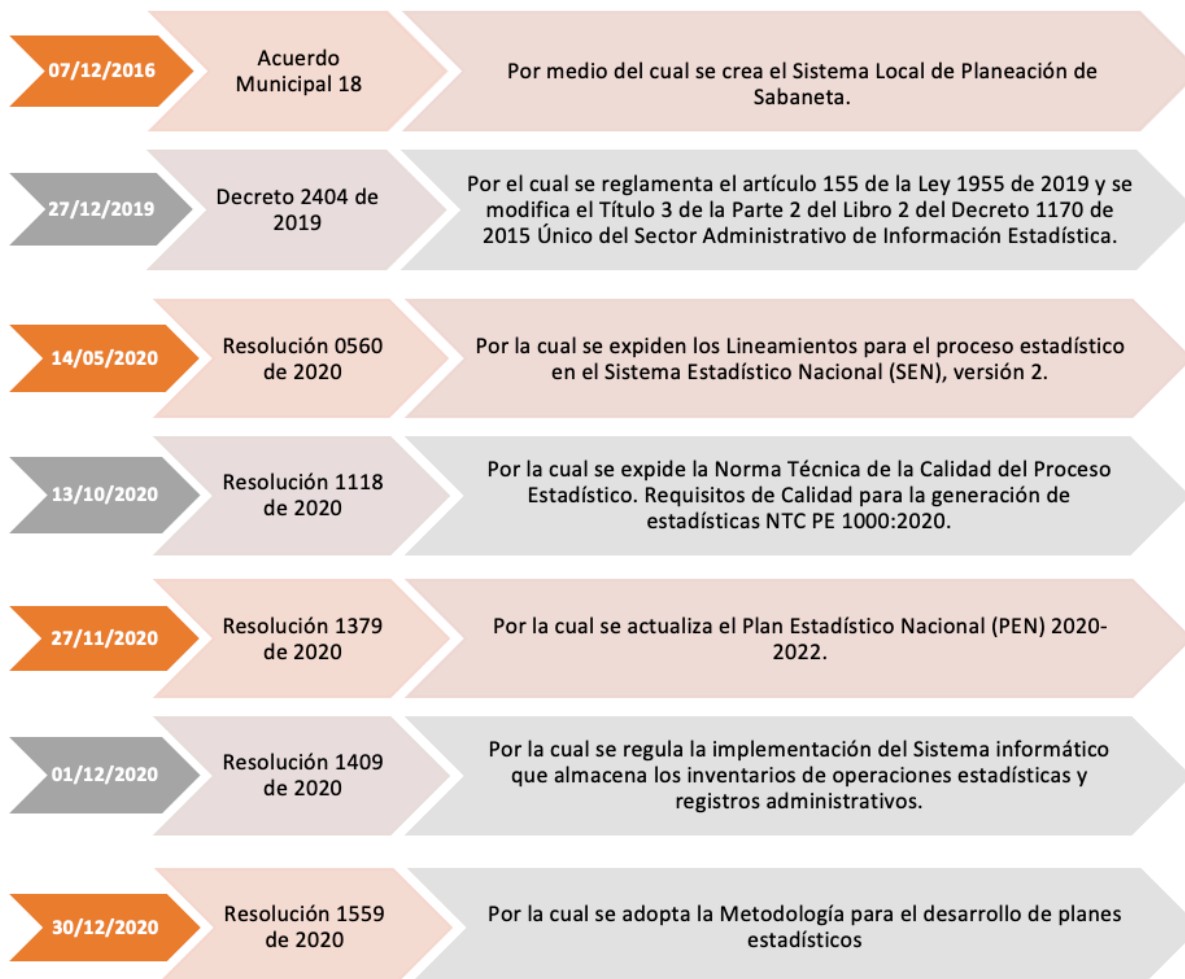 07/12/2016
Acuerdo
Municipal 18
Por medio del cual se crea el Sistema Local de Planeación de
Sabaneta.
27/12/2019
Decreto 2404 de
2019
Por el cual se reglamenta el artículo 155 de la Ley 1955 de 2019 y se
modifica el Título 3 de la Parte 2 del Libro 2 del Decreto 1170 de
2015 Único del Sector Administrativo de Información Estadística.
14/05/2020
Resolución 0560
de 2020
Por la cual se expiden los Lineamientos para el proceso estadístico
en el Sistema Estadístico Nacional (SEN), versión 2.
13/10/2020
Resolución 1118
de 2020
Por la cual se expide la Norma Técnica de la Calidad del Proceso
Estadístico. Requisitos de Calidad para la generación de
estadísticas NTC PE 1000:2020.
27/11/2020
Resolución 1379
de 2020
Por la cual se actualiza el Plan Estadístico Nacional (PEN) 2020-
2022.
01/12/2020
Resolución 1409
de 2020
Por la cual se regula la implementación del Sistema informático
que almacena los inventarios de operaciones estadísticas y
registros administrativos.
30/12/2020
Resolución 1559
de 2020
Por la cual se adopta la Metodología para el desarrollo de planes
estadísticos